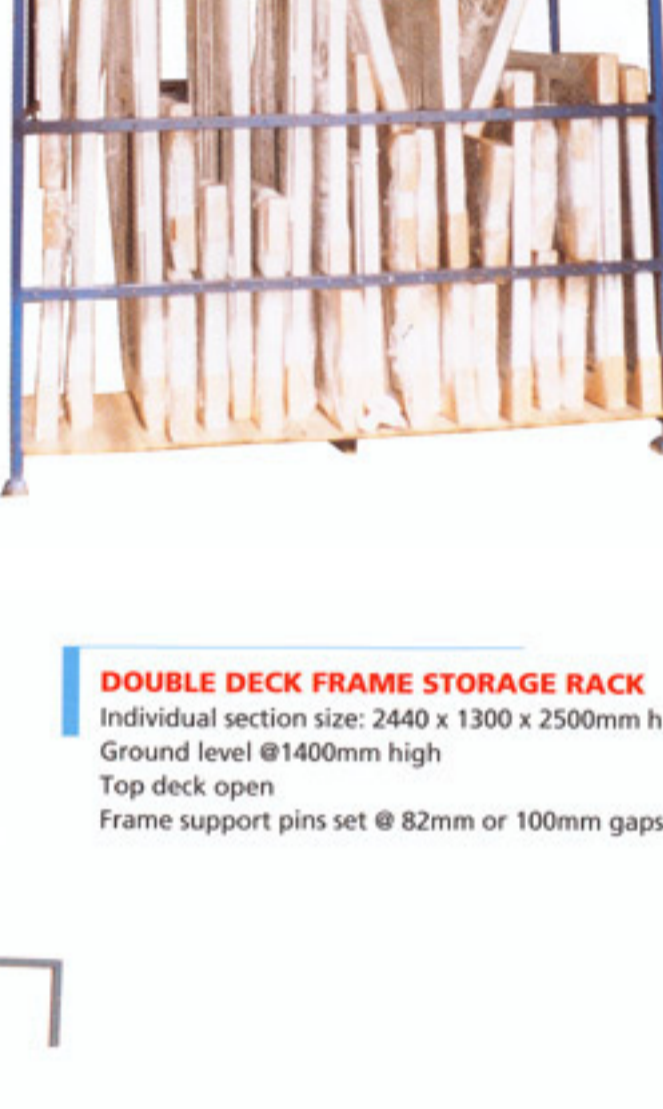 DOUBLE DECK FRAME STORAGE RACK
Individual section size: 2440 x 1300 x 2500mm h
Ground level @1400mm high
Top deck open
Frame support pins set @ 82mm or 100mm gaps